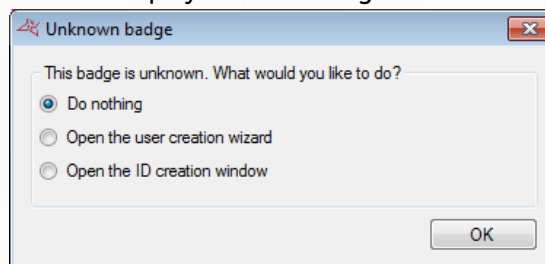 Unknown badge
This badge is unknown. What would you like to do?
Do nothing
Open the user creation wizard
Open the ID creation window
OK